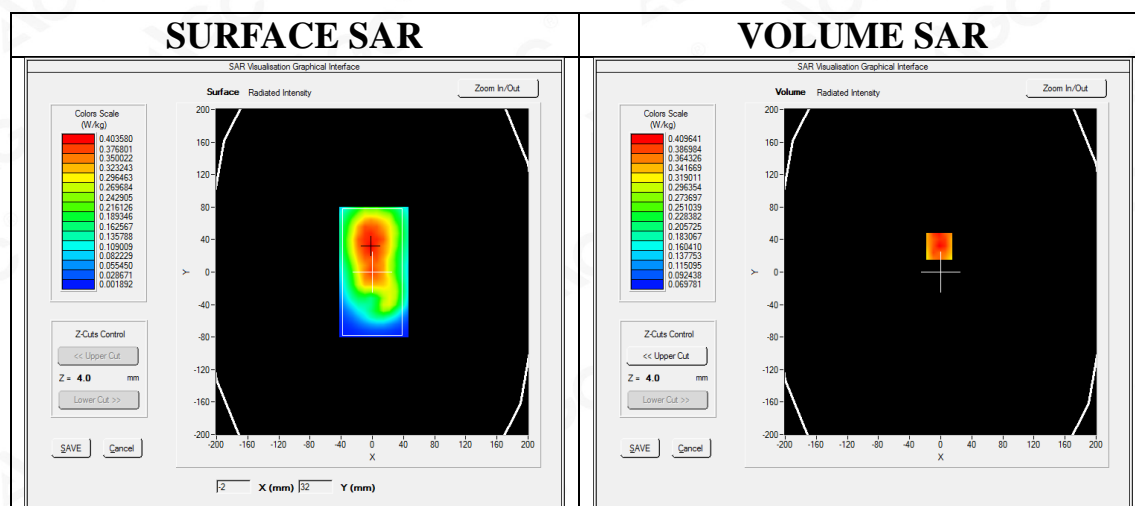 SURFACE SAR
SAR Visualisation Graphical Interface
Surface Radiated Intensity
Zoom In/Out
Colors Scale
(W/kg)
0.403580
0.376801
0.350022
0.323243
0.296463
0.269684
0.242905
0.216126
0.189346
0.162567
0.135788
0.109009
0.082229
0.055450
0.028671
0.001892
Z-Cuts Control
<< Upper Cut
Z = 4.0 mm
Lower Cut >>
SAVE Cancel
200
160
120
80
40
0
-40
-80
-120
-160
-200
Y
-200 -160 -120 -80 -40 0 40 80 120 160 200
X
-2 X (mm) 32 Y (mm)
VOLUME SAR
SAR Visualisation Graphical Interface
Volume Radiated Intensity
Zoom In/Out
Colors Scale
(W/kg)
0.409641
0.386984
0.364326
0.341669
0.319011
0.296354
0.273697
0.251039
0.228382
0.205725
0.183067
0.160410
0.137753
0.115095
0.092438
0.069781
Z-Cuts Control
<< Upper Cut
Z = 4.0 mm
Lower Cut >>
SAVE Cancel
200
160
120
80
40
0
-40
-80
-120
-160
-200
Y
-200 -160 -120 -80 -40 0 40 80 120 160 200
X